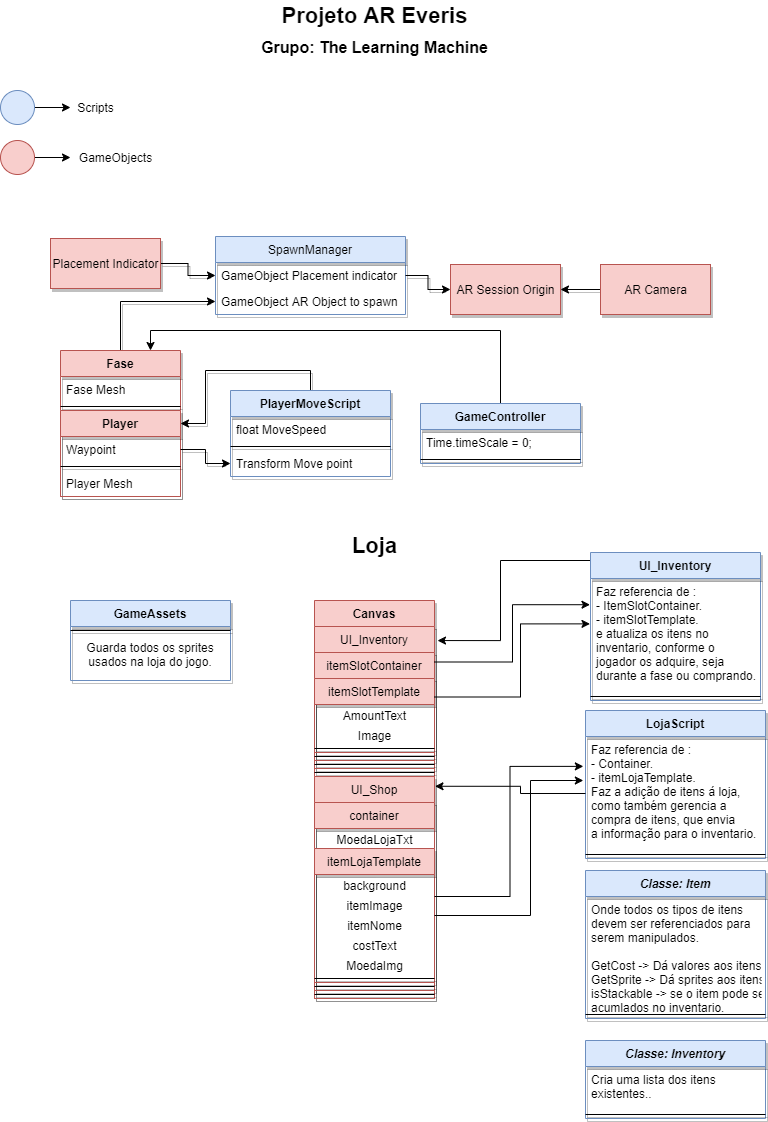 Projeto AR Everis
Grupo: The Learning Machine
Scripts
GameObjects
Placement Indicator
SpawnManager
GameObject Placement indicator
GameObject AR Object to spawn
AR Session Origin
AR Camera
Fase
Fase Mesh
Player
Waypoint
Player Mesh
PlayerMoveScript
float MoveSpeed
Transform Move point
GameController
Time.timeScale = 0;
Loja
GameAssets
Guarda todos os sprites
usados na loja do jogo.
Canvas
UI_Inventory
itemSlotContainer
itemSlotTemplate
AmountText
Image
UI_Shop
container
MoedaLojaTxt
itemLojaTemplate
background
itemImage
itemNome
costText
MoedaImg
UI_Inventory
Faz referencia de :
- ItemSlotContainer.
- itemSlotTemplate.
e atualiza os itens no
inventario, conforme o
jogador os adquire, seja
durante a fase ou comprando.
LojaScript
Faz referencia de :
- Container.
- itemLojaTemplate.
Faz a adição de itens á loja,
como também gerencia a
compra de itens, que envia
a informação para o inventario.
Classe: Item
Onde todos os tipos de itens
devem ser referenciados para
serem manipulados.
GetCost -> Dá valores aos itens
GetSprite -> Dá sprites aos itens
isStackable -> se o item pode se
acumlados no inventario.
Classe: Inventory
Cria uma lista dos itens
existentes..